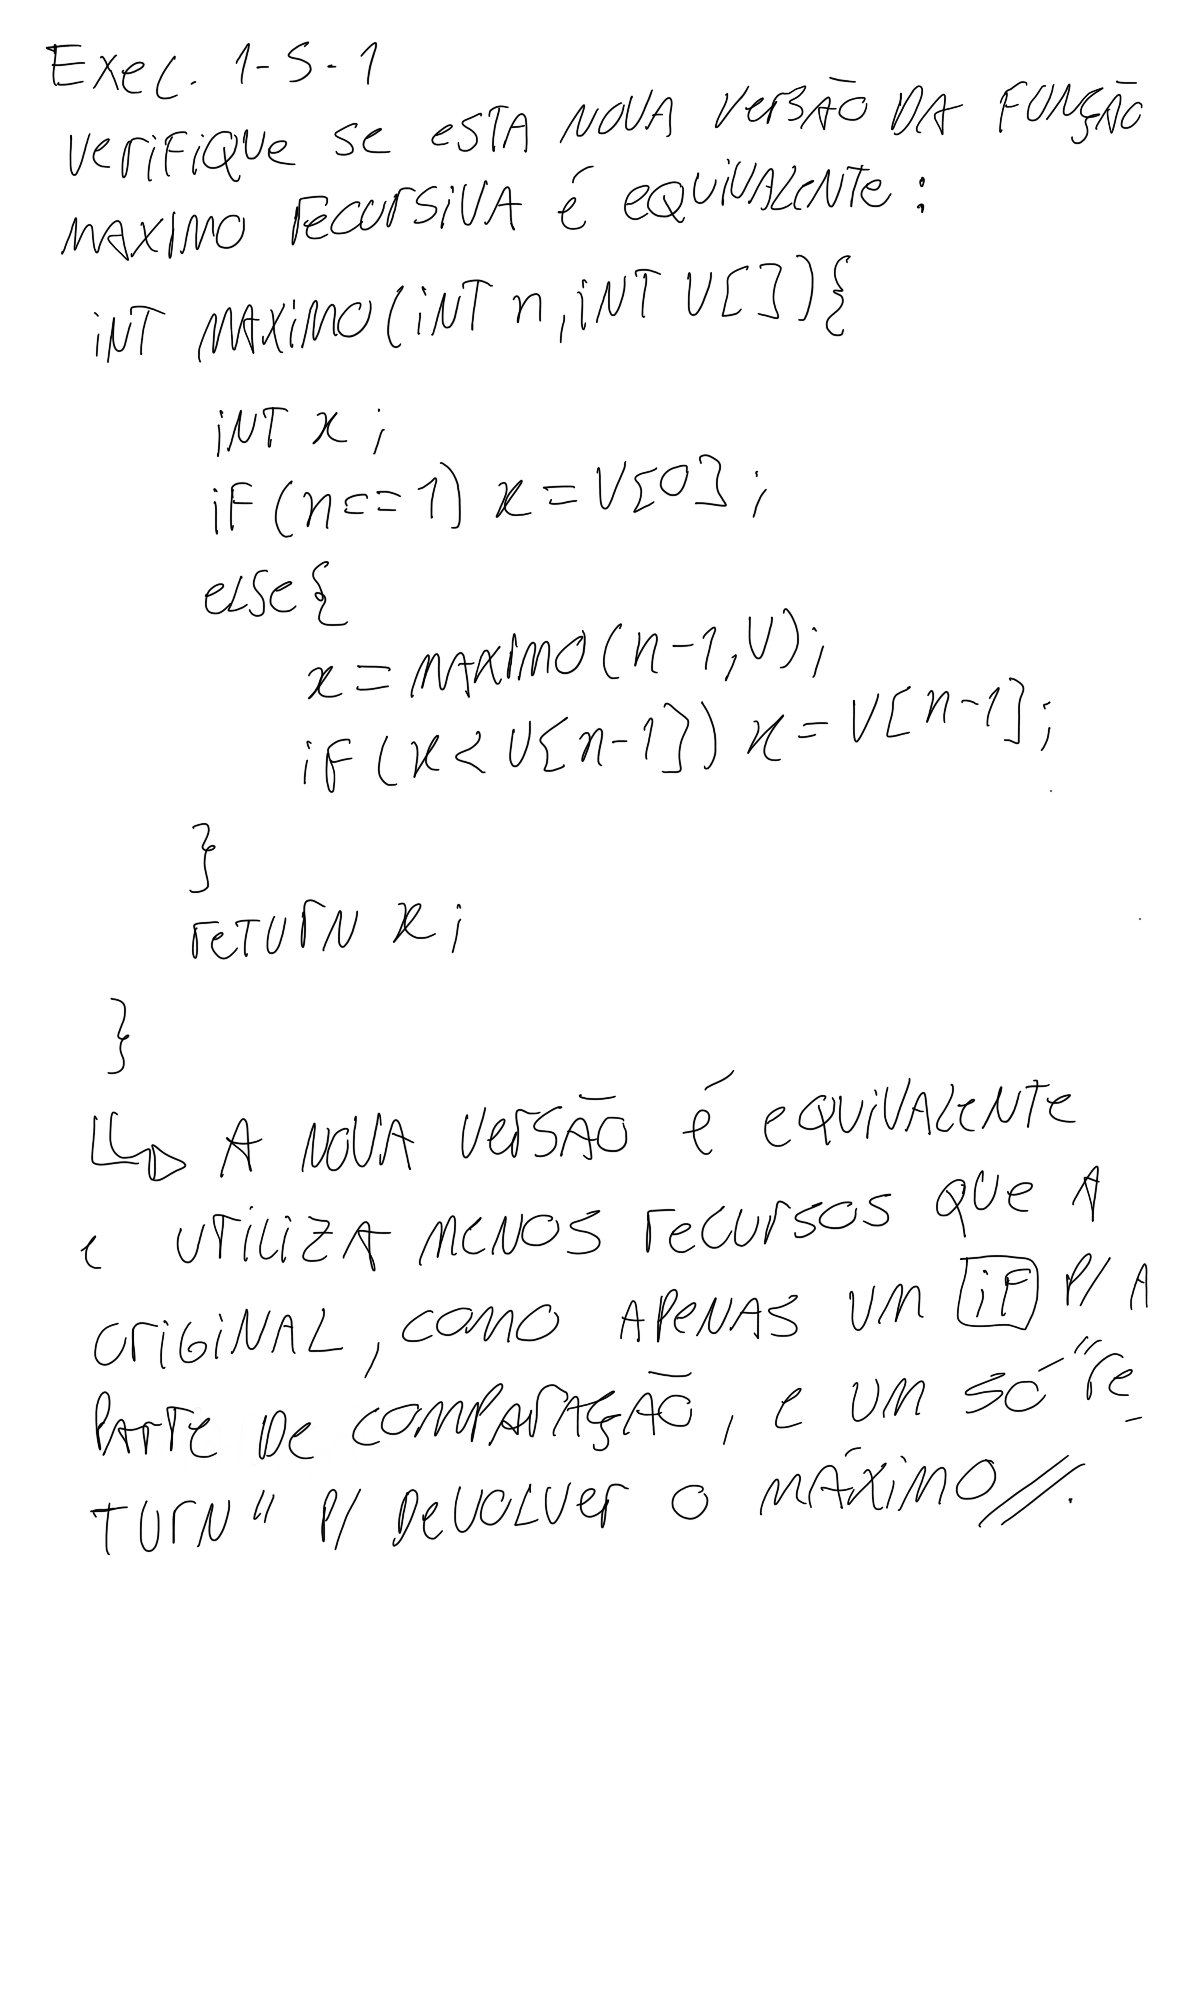 Exec. 1-S-1
Verifique se esta nova versão da função
maximo recursiva é equivalente:
int maximo(int n, int v[]){
int x;
if(n==1) x=v[0];
else{
x=maximo(n-1,v);
if(x<v[n-1]) x=v[n-1];
}
return x;
}
↳ A nova versão é equivalente
e utiliza menos recursos que a
original, como apenas um if p/ a
parte de comparação, e um só "re-
turn" p/ devolver o máximo//.